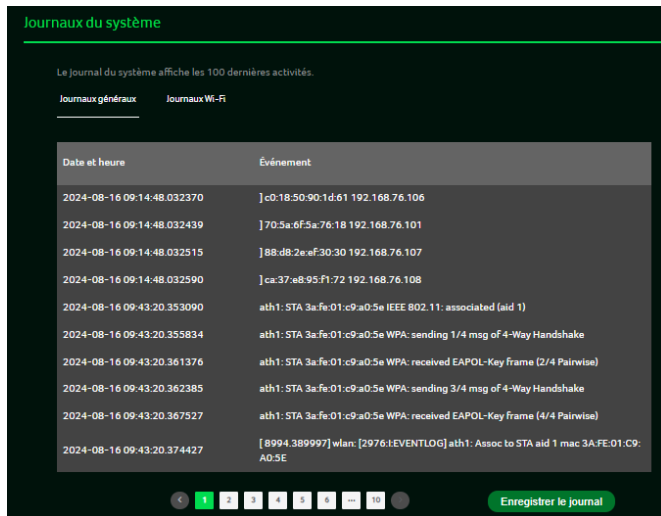 Journaux du système
Le Journal du système affiche les 100 dernières activités.
Journaux généraux Journaux Wi-Fi
Date et heure Événement
2024-08-16 09:14:48.032370 ] c0:18:50:90:1d:61 192.168.76.106
2024-08-16 09:14:48.032439 ] 70:5a:6f:5a:76:18 192.168.76.101
2024-08-16 09:14:48.032515 ] 88:d8:2e:ef:30:30 192.168.76.107
2024-08-16 09:14:48.032590 ] ca:37:e8:95:f1:72 192.168.76.108
2024-08-16 09:43:20.353090 ath1: STA 3a:fe:01:c9:a0:5e IEEE 802.11: associated (aid 1)
2024-08-16 09:43:20.355834 ath1: STA 3a:fe:01:c9:a0:5e WPA: sending 1/4 msg of 4-Way Handshake
2024-08-16 09:43:20.361376 ath1: STA 3a:fe:01:c9:a0:5e WPA: received EAPOL-Key frame (2/4 Pairwise)
2024-08-16 09:43:20.362385 ath1: STA 3a:fe:01:c9:a0:5e WPA: sending 3/4 msg of 4-Way Handshake
2024-08-16 09:43:20.367527 ath1: STA 3a:fe:01:c9:a0:5e WPA: received EAPOL-Key frame (4/4 Pairwise)
2024-08-16 09:43:20.374427 [ 8994.389997] wlan: [2976:I:EVENTLOG] ath1: Assoc to STA aid 1 mac 3A:FE:01:C9:
A0:5E
1 2 3 4 5 6 ... 10 Enregistrer le journal